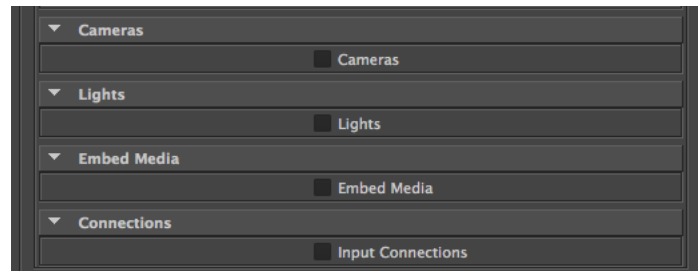 Cameras
Cameras
Lights
Lights
Embed Media
Embed Media
Connections
Input Connections